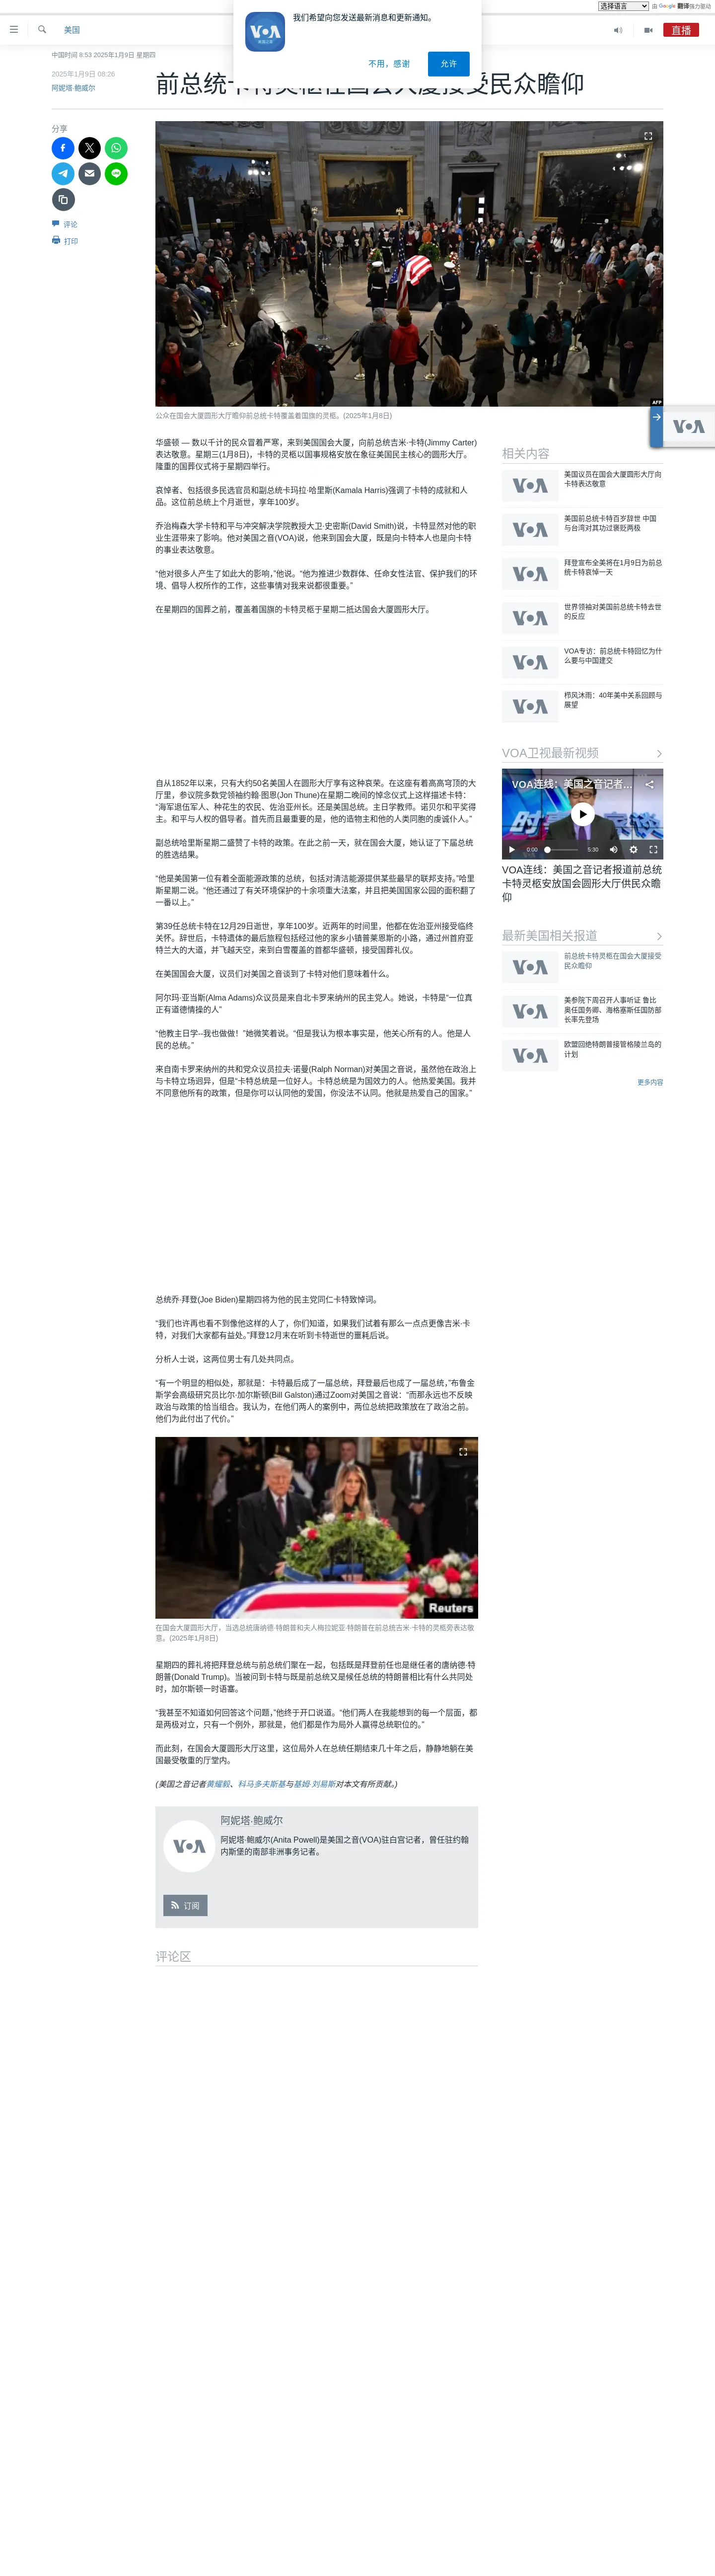 选择语言
由 Google 翻译强力驱动
我们希望向您发送最新消息和更新通知。
不用，感谢
允许
美国
直播
中国时间 8:53 2025年1月9日 星期四
2025年1月9日 08:26
阿妮塔·鲍威尔
分享
评论
打印
AFP
公众在国会大厦圆形大厅瞻仰前总统卡特覆盖着国旗的灵柩。(2025年1月8日)
华盛顿 — 数以千计的民众冒着严寒，来到美国国会大厦，向前总统吉米·卡特(Jimmy Carter)
表达敬意。星期三(1月8日)，卡特的灵柩以国事规格安放在象征美国民主核心的圆形大厅。
隆重的国葬仪式将于星期四举行。
哀悼者、包括很多民选官员和副总统卡玛拉·哈里斯(Kamala Harris)强调了卡特的成就和人
品。这位前总统上个月逝世，享年100岁。
乔治梅森大学卡特和平与冲突解决学院教授大卫·史密斯(David Smith)说，卡特显然对他的职
业生涯带来了影响。他对美国之音(VOA)说，他来到国会大厦，既是向卡特本人也是向卡特
的事业表达敬意。
“他对很多人产生了如此大的影响，”他说。“他为推进少数群体、任命女性法官、保护我们的环
境、倡导人权所作的工作，这些事情对我来说都很重要。”
在星期四的国葬之前，覆盖着国旗的卡特灵柩于星期二抵达国会大厦圆形大厅。
自从1852年以来，只有大约50名美国人在圆形大厅享有这种哀荣。在这座有着高高穹顶的大
厅里，参议院多数党领袖约翰·图恩(Jon Thune)在星期二晚间的悼念仪式上这样描述卡特：
“海军退伍军人、种花生的农民、佐治亚州长。还是美国总统。主日学教师。诺贝尔和平奖得
主。和平与人权的倡导者。首先而且最重要的是，他的造物主和他的人类同胞的虔诚仆人。”
副总统哈里斯星期二盛赞了卡特的政策。在此之前一天，就在国会大厦，她认证了下届总统
的胜选结果。
“他是美国第一位有着全面能源政策的总统，包括对清洁能源提供某些最早的联邦支持。”哈里
斯星期二说。“他还通过了有关环境保护的十余项重大法案，并且把美国国家公园的面积翻了
一番以上。”
第39任总统卡特在12月29日逝世，享年100岁。近两年的时间里，他都在佐治亚州接受临终
关怀。辞世后，卡特遗体的最后旅程包括经过他的家乡小镇普莱恩斯的小路，通过州首府亚
特兰大的大道，并飞越天空，来到白雪覆盖的首都华盛顿，接受国葬礼仪。
在美国国会大厦，议员们对美国之音谈到了卡特对他们意味着什么。
阿尔玛·亚当斯(Alma Adams)众议员是来自北卡罗来纳州的民主党人。她说，卡特是“一位真
正有道德情操的人”
“他教主日学--我也做做！”她微笑着说。“但是我认为根本事实是，他关心所有的人。他是人
民的总统。”
来自南卡罗来纳州的共和党众议员拉夫·诺曼(Ralph Norman)对美国之音说，虽然他在政治上
与卡特立场迥异，但是“卡特总统是一位好人。卡特总统是为国效力的人。他热爱美国。我并
不同意他所有的政策，但是你可以认同他的爱国，你没法不认同。他就是热爱自己的国家。”
总统乔·拜登(Joe Biden)星期四将为他的民主党同仁卡特致悼词。
“我们也许再也看不到像他这样的人了，你们知道，如果我们试着有那么一点点更像吉米·卡
特，对我们大家都有益处。”拜登12月末在听到卡特逝世的噩耗后说。
分析人士说，这两位男士有几处共同点。
“有一个明显的相似处，那就是：卡特最后成了一届总统，拜登最后也成了一届总统，”布鲁金
斯学会高级研究员比尔·加尔斯顿(Bill Galston)通过Zoom对美国之音说：“而那永远也不反映
政治与政策的恰当组合。我认为，在他们两人的案例中，两位总统把政策放在了政治之前。
他们为此付出了代价。”
Reuters
在国会大厦圆形大厅，当选总统唐纳德·特朗普和夫人梅拉妮亚·特朗普在前总统吉米·卡特的灵柩旁表达敬
意。(2025年1月8日)
星期四的葬礼将把拜登总统与前总统们聚在一起，包括既是拜登前任也是继任者的唐纳德·特
朗普(Donald Trump)。当被问到卡特与既是前总统又是候任总统的特朗普相比有什么共同处
时，加尔斯顿一时语塞。
“我甚至不知道如何回答这个问题，”他终于开口说道。“他们两人在我能想到的每一个层面，都
是两极对立，只有一个例外，那就是，他们都是作为局外人赢得总统职位的。”
而此刻，在国会大厦圆形大厅这里，这位局外人在总统任期结束几十年之后，静静地躺在美
国最受敬重的厅堂内。
(美国之音记者黄耀毅、科马多夫斯基与基姆·刘易斯对本文有所贡献。)
VOA
阿妮塔·鲍威尔
阿妮塔·鲍威尔(Anita Powell)是美国之音(VOA)驻白宫记者，曾任驻约翰
内斯堡的南部非洲事务记者。
订阅
评论区
相关内容
美国议员在国会大厦圆形大厅向
卡特表达敬意
美国前总统卡特百岁辞世 中国
与台湾对其功过褒贬两极
拜登宣布全美将在1月9日为前总
统卡特哀悼一天
世界领袖对美国前总统卡特去世
的反应
VOA专访：前总统卡特回忆为什
么要与中国建交
栉风沐雨：40年美中关系回顾与
展望
VOA卫视最新视频
VOA连线：美国之音记者...
0:00
5:30
VOA连线：美国之音记者报道前总统
卡特灵柩安放国会圆形大厅供民众瞻
仰
最新美国相关报道
前总统卡特灵柩在国会大厦接受
民众瞻仰
美参院下周召开人事听证 鲁比
奥任国务卿、海格塞斯任国防部
长率先登场
欧盟回绝特朗普接管格陵兰岛的
计划
更多内容